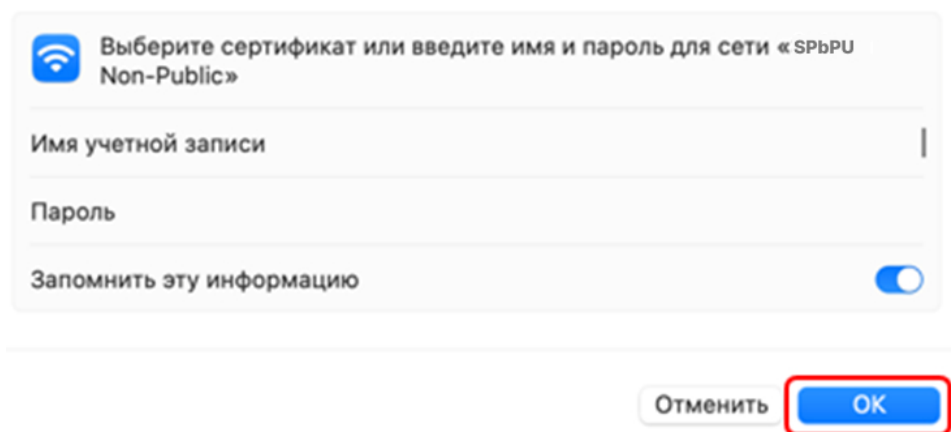 Выберите сертификат или введите имя и пароль для сети «SPbPU
Non-Public»
Имя учетной записи
Пароль
Запомнить эту информацию
Отменить
OK